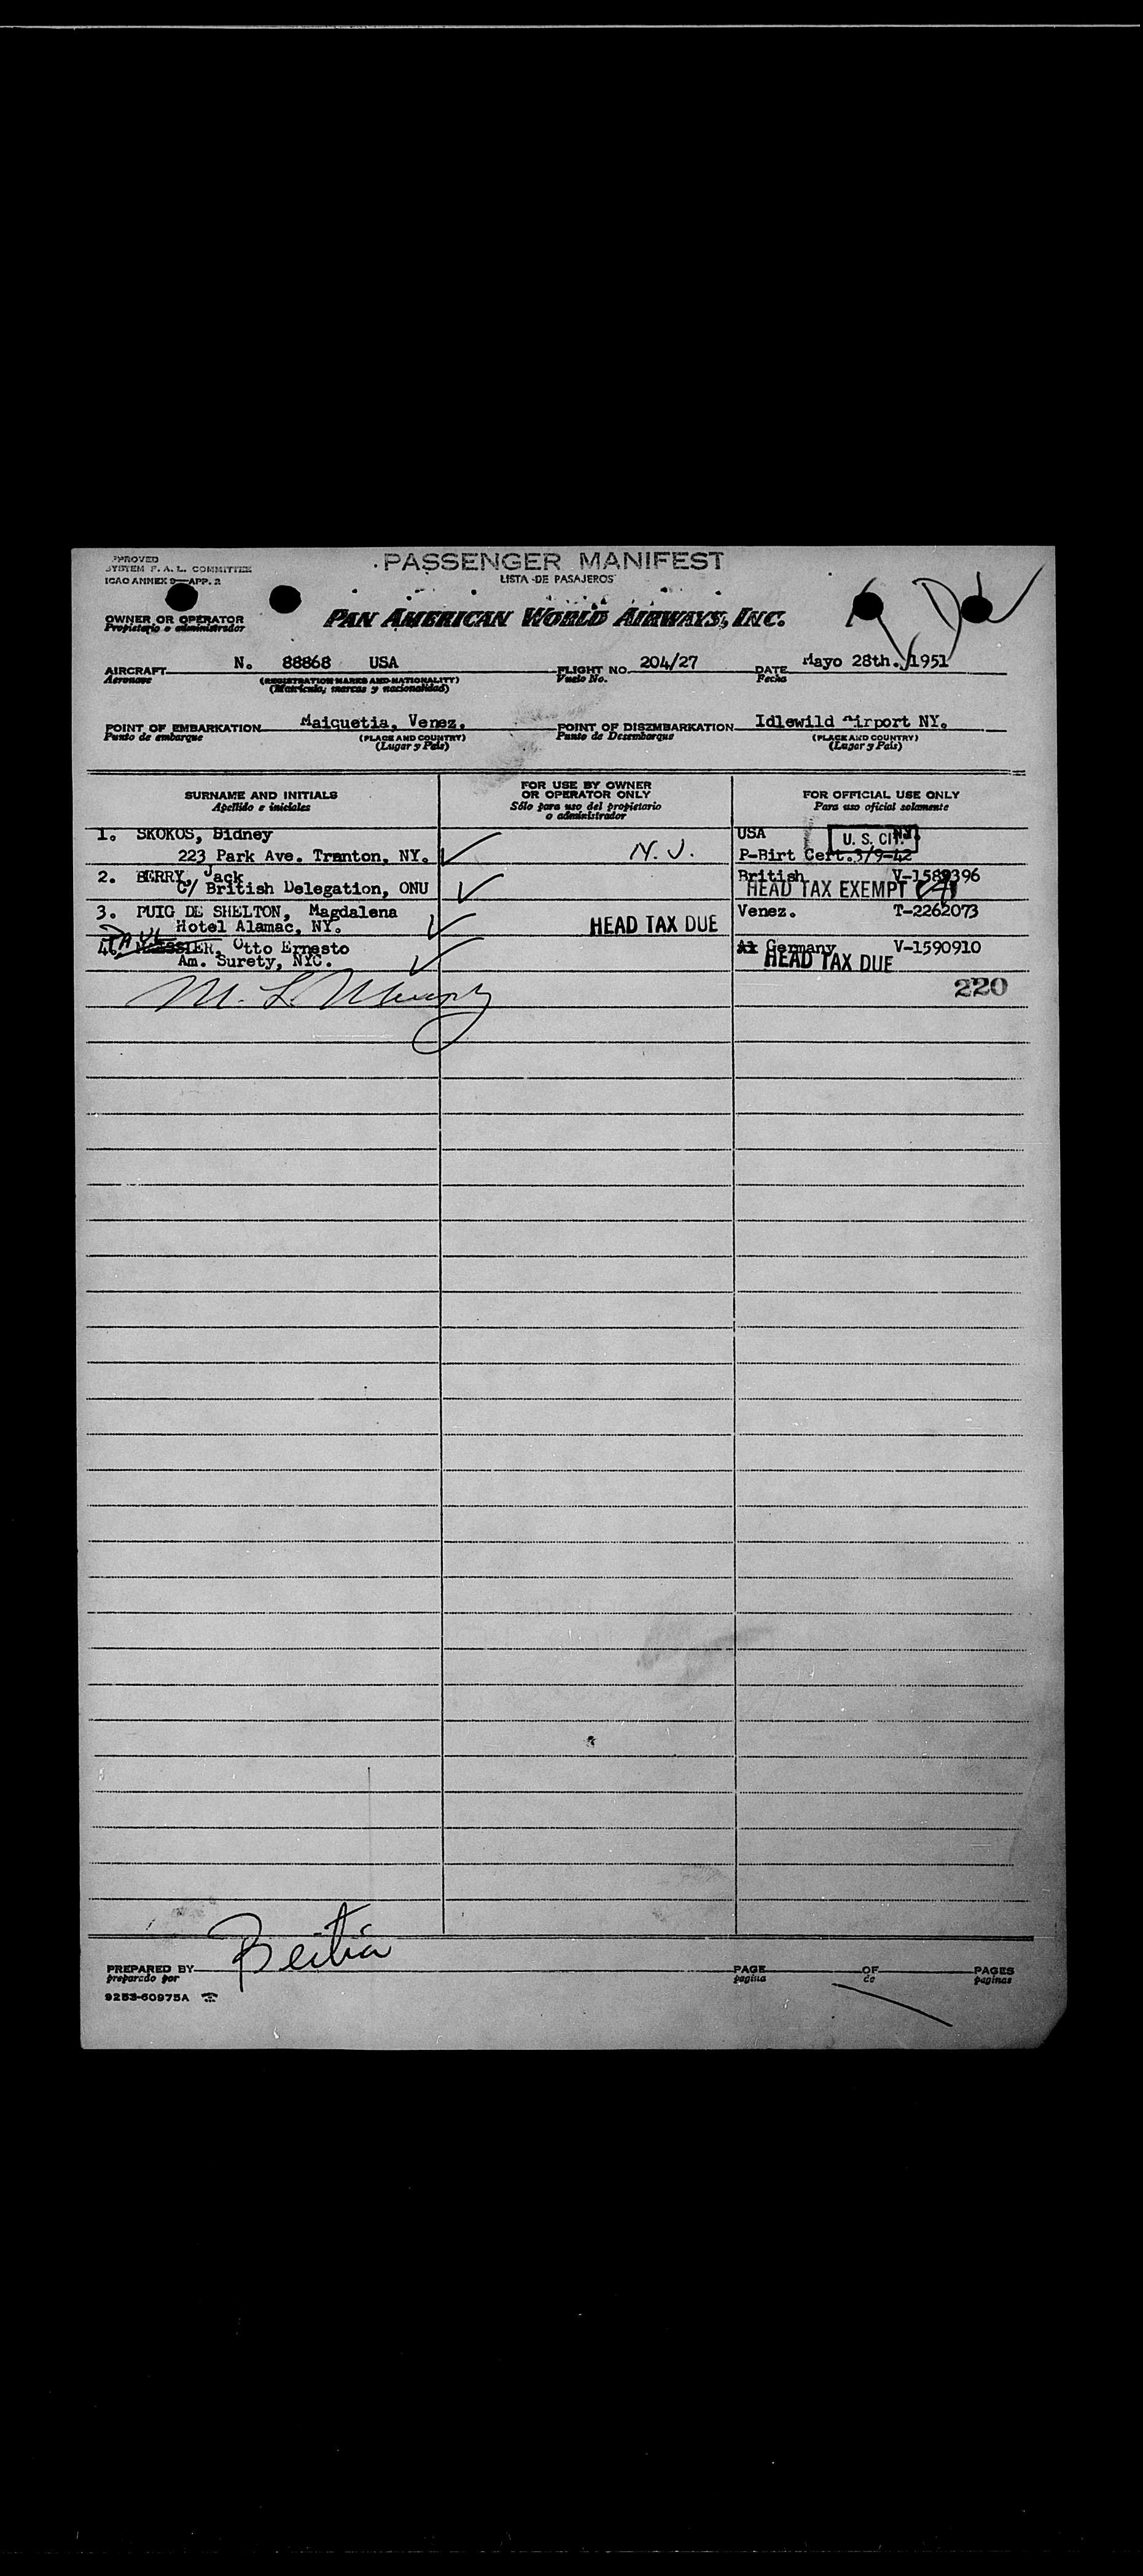 PASSENGER MANIFEST
LISTA DE PASAJEROS
SYSTEM F. A. L. COMMITTEE
ICAO ANNEX 9—APP. 2
OWNER OR OPERATOR
Propietario o administrador
PAN AMERICAN WORLD AIRWAYS, INC.
AIRCRAFT N. 88868 USA FLIGHT NO. 204/27 DATE Mayo 28th. 1951
Aeronave (REGISTRATION MARKS AND NATIONALITY) Vuelo No. Fecha
(Matricula, marcas y nacionalidad)
POINT OF EMBARKATION Maiquetia, Venez. POINT OF DISEMBARKATION Idlewild Airport NY.
Punto de embarque (PLACE AND COUNTRY) Punto de Desembarque (PLACE AND COUNTRY)
(Lugar y País) (Lugar y País)
SURNAME AND INITIALS
Apellido e iniciales
FOR USE BY OWNER
OR OPERATOR ONLY
Sólo para uso del propietario
o administrador
FOR OFFICIAL USE ONLY
Para uso oficial solamente
1. SKOKOS, Sidney USA U. S. CIT.
223 Park Ave. Trenton, NY. N. J. P-Birt Cert. 3/9-42
2. BERRY, Jack British V-1589396
C/ British Delegation, ONU HEAD TAX EXEMPT
3. PUIG DE SHELTON, Magdalena Venez. T-2262073
Hotel Alamac, NY. HEAD TAX DUE
Otto Ernesto Germany V-1590910
Am. Surety, NYC. HEAD TAX DUE
M. L. Murphy 220
PREPARED BY Beitia PAGE OF PAGES
preparado por pagina de paginas
9253-60975A